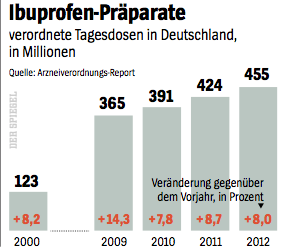 Ibuprofen-Präparate
verordnete Tagesdosen in Deutschland,
in Millionen
Quelle: Arzneiverordnungs-Report
DER SPIEGEL
123
365
391
424
455
Veränderung gegenüber
dem Vorjahr, in Prozent
+8,2
+14,3
+7,8
+8,7
+8,0
2000
2009
2010
2011
2012